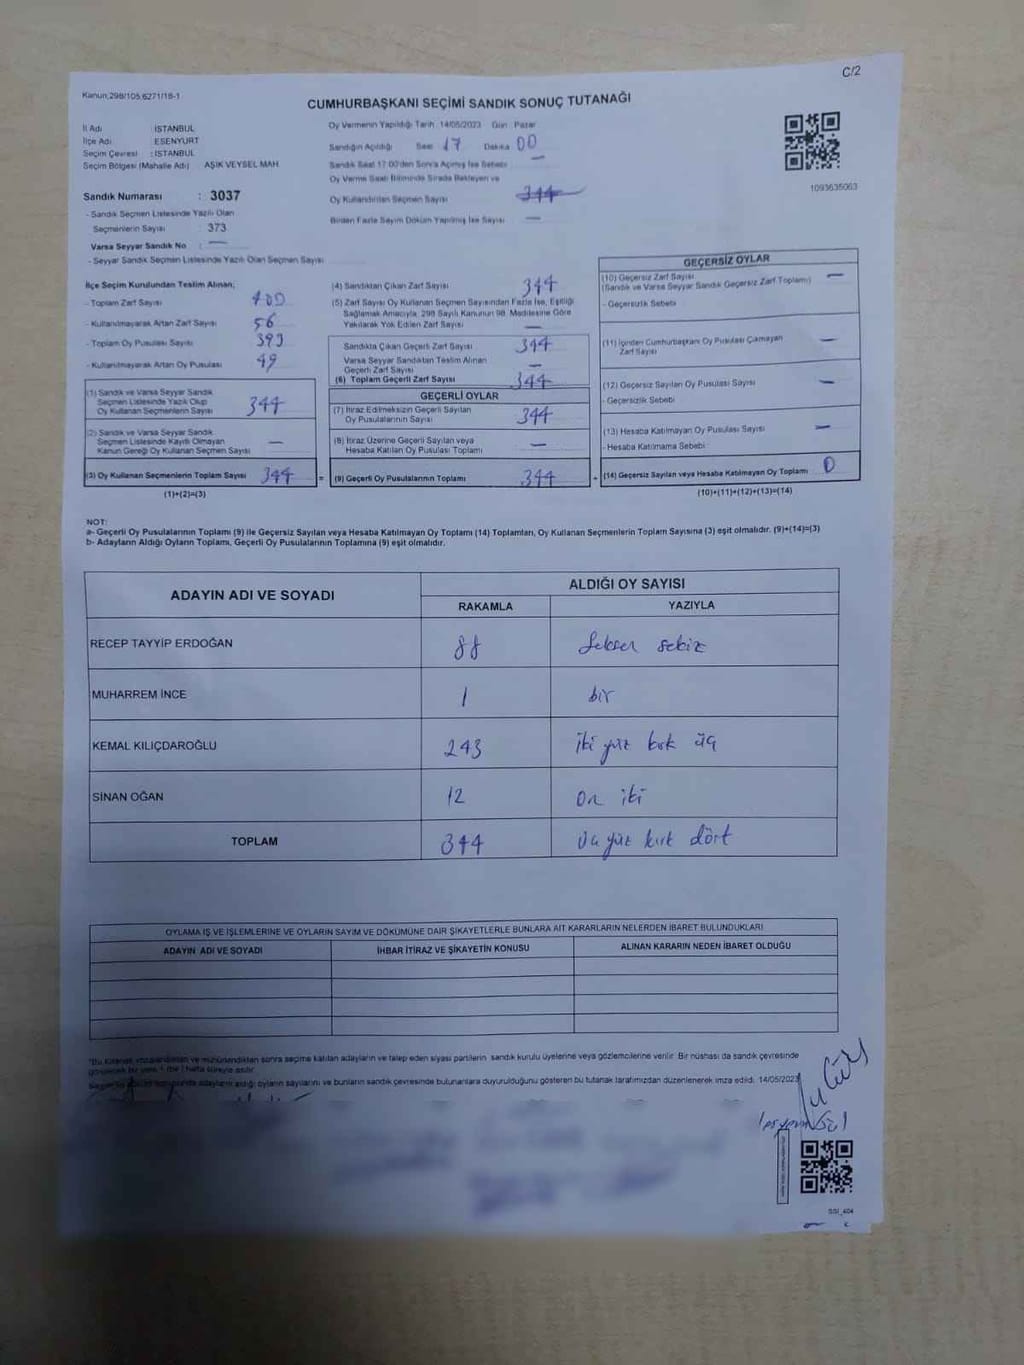 C/2
Kanun;298/105,6271/18-1
CUMHURBAŞKANI SEÇİMİ SANDIK SONUÇ TUTANAĞI
İl Adı : İSTANBUL
İlçe Adı : ESENYURT
Seçim Çevresi : İSTANBUL
Seçim Bölgesi (Mahalle Adı) AŞIK VEYSEL MAH.
Sandık Numarası : 3037
- Sandık Seçmen Listesinde Yazılı Olan
Seçmenlerin Sayısı : 373
Varsa Seyyar Sandık No : —
- Seyyar Sandık Seçmen Listesinde Yazılı Olan Seçmen Sayısı
Oy Vermenin Yapıldığı Tarih :14/05/2023 Gün : Pazar
Sandığın Açıldığı Saat 17 Dakika 00
Sandık Saat 17:00'den Sonra Açılmış İse Sebebi —
Oy Verme Saati Bitiminde Sırada Bekleyen ve
Oy Kullandırılan Seçmen Sayısı 344
Birden Fazla Sayım Döküm Yapılmış İse Sayısı —
1093635063
İlçe Seçim Kurulundan Teslim Alınan;
- Toplam Zarf Sayısı 400
- Kullanılmayarak Artan Zarf Sayısı 56
- Toplam Oy Pusulası Sayısı 393
- Kullanılmayarak Artan Oy Pusulası 49
(1) Sandık ve Varsa Seyyar Sandık
Seçmen Listesinde Yazılı Olup
Oy Kullanan Seçmenlerin Sayısı 344
(2) Sandık ve Varsa Seyyar Sandık
Seçmen Listesinde Kayıtlı Olmayan
Kanun Gereği Oy Kullanan Seçmen Sayısı —
(3) Oy Kullanan Seçmenlerin Toplam Sayısı 344
(1)+(2)=(3)
(4) Sandıktan Çıkan Zarf Sayısı 344
(5) Zarf Sayısı Oy Kullanan Seçmen Sayısından Fazla İse, Eşitliği
Sağlamak Amacıyla, 298 Sayılı Kanunun 98. Maddesine Göre
Yakılarak Yok Edilen Zarf Sayısı —
Sandıkta Çıkan Geçerli Zarf Sayısı 344
Varsa Seyyar Sandıktan Teslim Alınan
Geçerli Zarf Sayısı —
(6) Toplam Geçerli Zarf Sayısı 344
GEÇERLİ OYLAR
(7) İtiraz Edilmeksizin Geçerli Sayılan
Oy Pusulalarının Sayısı 344
(8) İtiraz Üzerine Geçerli Sayılan veya
Hesaba Katılan Oy Pusulası Toplamı —
= (9) Geçerli Oy Pusulalarının Toplamı 344
GEÇERSİZ OYLAR
(10) Geçersiz Zarf Sayısı —
(Sandık ve Varsa Seyyar Sandık Geçersiz Zarf Toplamı)
- Geçersizlik Sebebi
(11) İçinden Cumhurbaşkanı Oy Pusulası Çıkmayan
Zarf Sayısı —
(12) Geçersiz Sayılan Oy Pusulası Sayısı —
- Geçersizlik Sebebi
(13) Hesaba Katılmayan Oy Pusulası Sayısı —
- Hesaba Katılmama Sebebi
+ (14) Geçersiz Sayılan veya Hesaba Katılmayan Oy Toplamı 0
(10)+(11)+(12)+(13)=(14)
NOT:
a- Geçerli Oy Pusulalarının Toplamı (9) ile Geçersiz Sayılan veya Hesaba Katılmayan Oy Toplamı (14) Toplamları, Oy Kullanan Seçmenlerin Toplam Sayısına (3) eşit olmalıdır. (9)+(14)=(3)
b- Adayların Aldığı Oyların Toplamı, Geçerli Oy Pusulalarının Toplamına (9) eşit olmalıdır.
ADAYIN ADI VE SOYADI
ALDIĞI OY SAYISI
RAKAMLA YAZIYLA
RECEP TAYYİP ERDOĞAN 88 Seksen sekiz
MUHARREM İNCE 1 bir
KEMAL KILIÇDAROĞLU 243 iki yüz kırk üç
SİNAN OĞAN 12 On iki
TOPLAM 344 Üç yüz kırk dört
OYLAMA İŞ VE İŞLEMLERİNE VE OYLARIN SAYIM VE DÖKÜMÜNE DAİR ŞİKAYETLERLE BUNLARA AİT KARARLARIN NELERDEN İBARET BULUNDUKLARI
ADAYIN ADI VE SOYADI İHBAR İTİRAZ VE ŞİKAYETİN KONUSU ALINAN KARARIN NEDEN İBARET OLDUĞU
*Bu tutanak imzalandıktan ve mühürlendikten sonra seçime katılan adayların ve talep eden siyasi partilerin sandık kurulu üyelerine veya gözlemcilerine verilir. Bir nüshası da sandık çevresinde
görülecek bir yere 1 (bir) hafta süreyle asılır.
adayların aldığı oyların sayılarını ve bunların sandık çevresinde bulunanlara duyurulduğunu gösteren bu tutanak tarafımızdan düzenlenerek imza edildi. 14/05/2023
SSI_404